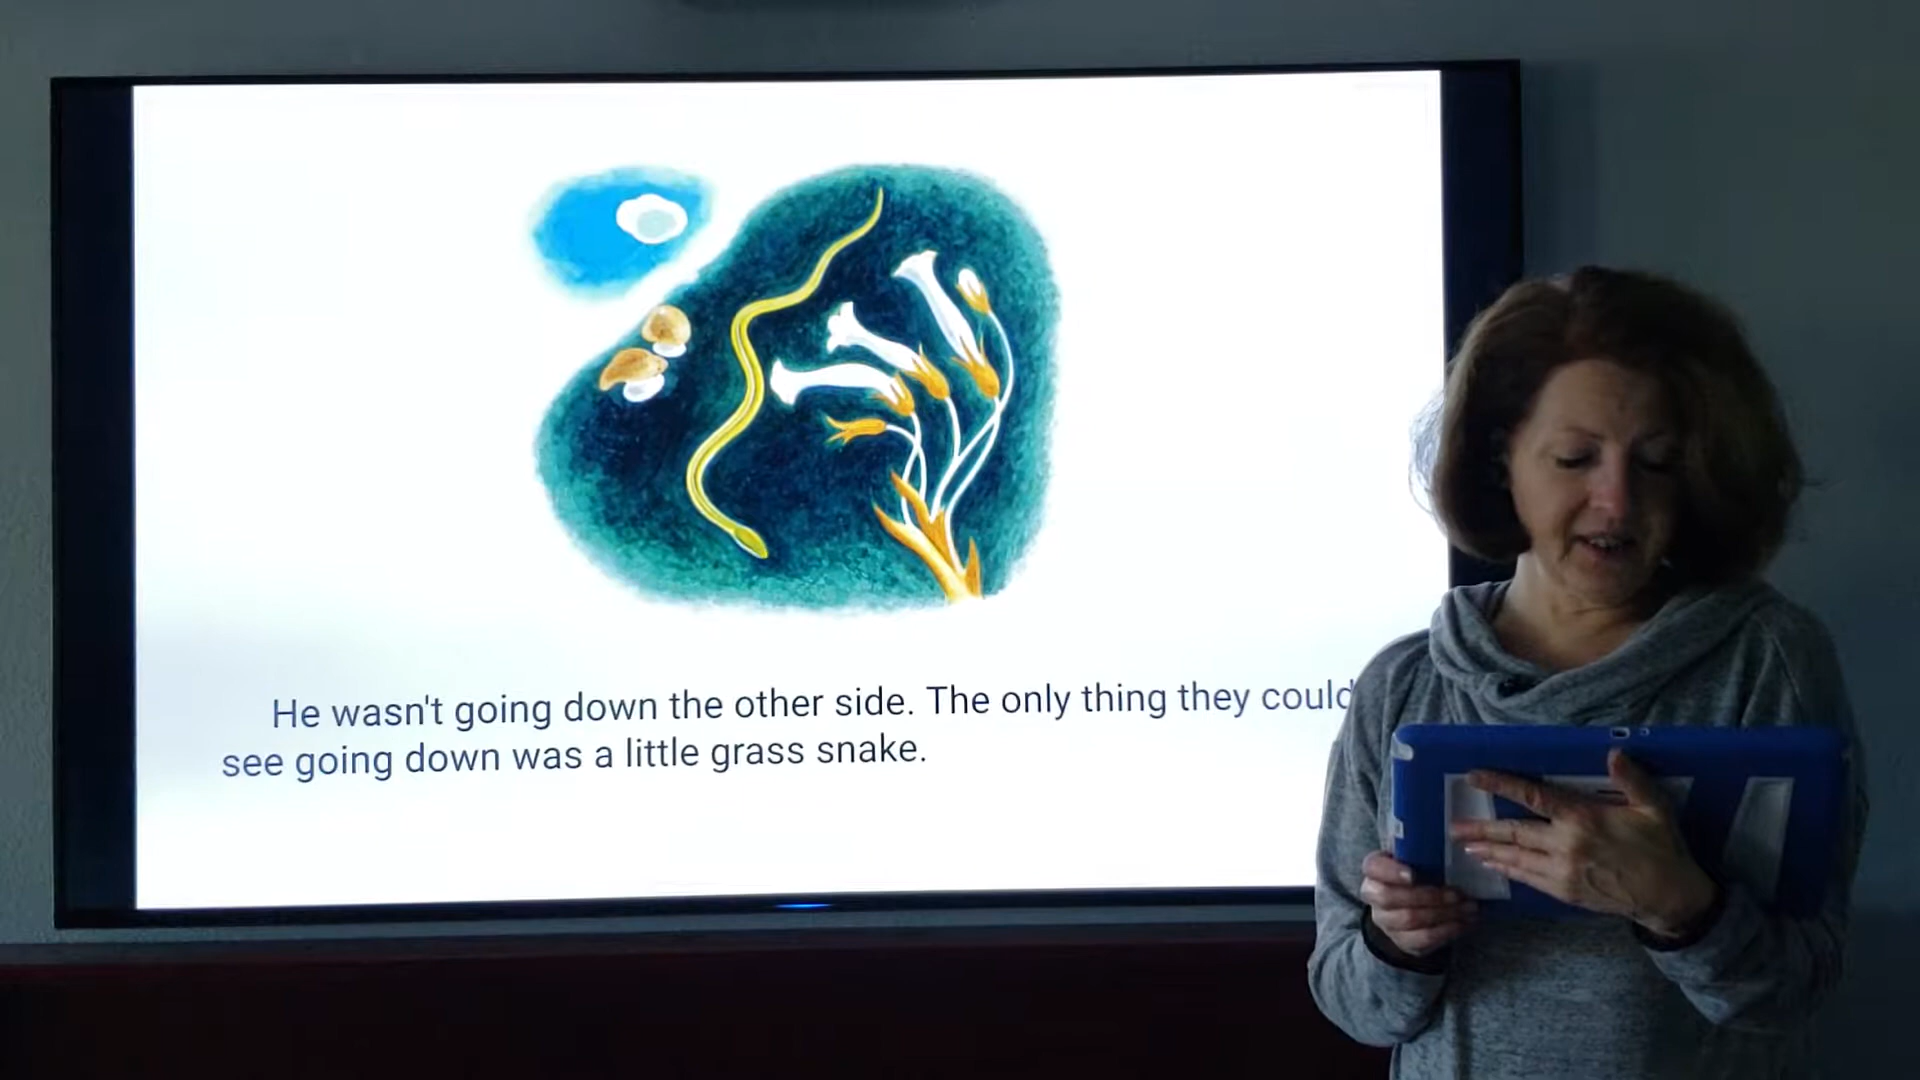 He wasn't going down the other side. The only thing they could
see going down was a little grass snake.